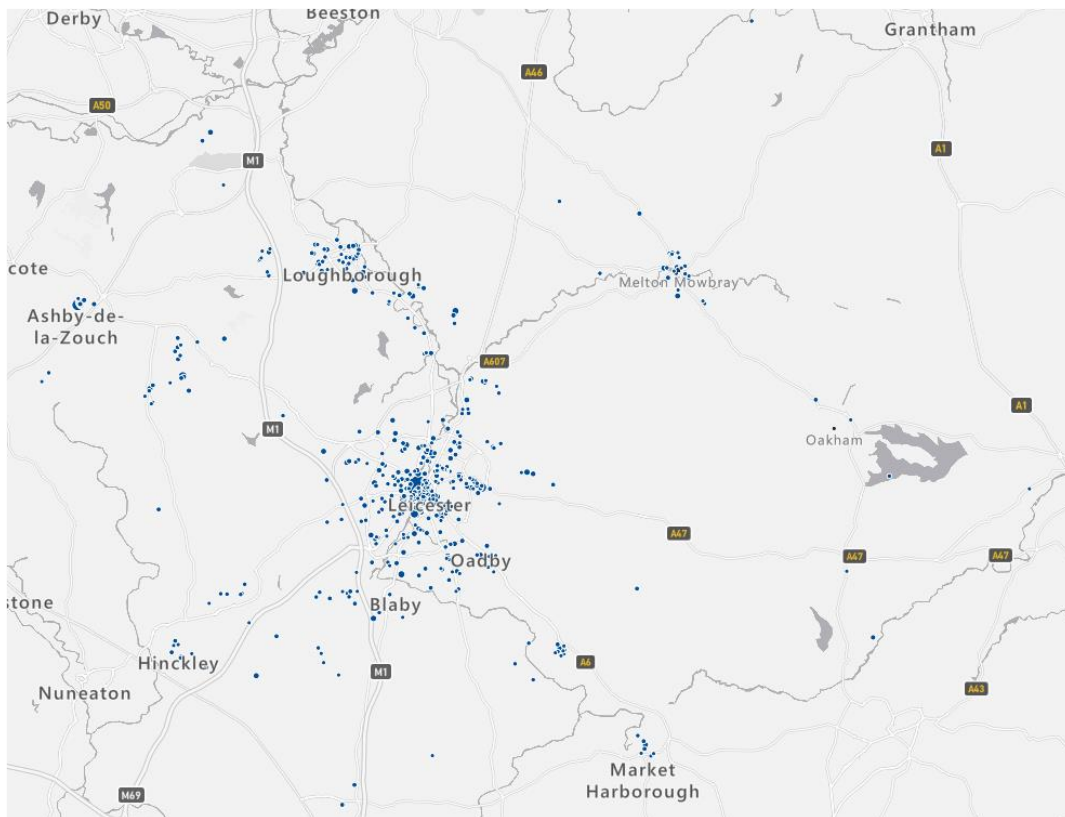 Beeston
Derby
Grantham
A46
A50
A1
M1
cote
Loughborough
Melton Mowbray
Ashby-de-
la-Zouch
A607
A1
M1
Oakham
Leicester
A47
A47
A47
Oadby
stone
Blaby
Hinckley
A6
M1
Nuneaton
A43
Market
Harborough
M69